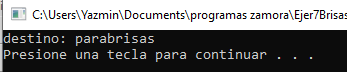 C:\Users\Yazmin\Documents\programas zamora\Ejer7Brisas
destino: parabrisas
Presione una tecla para continuar . . .